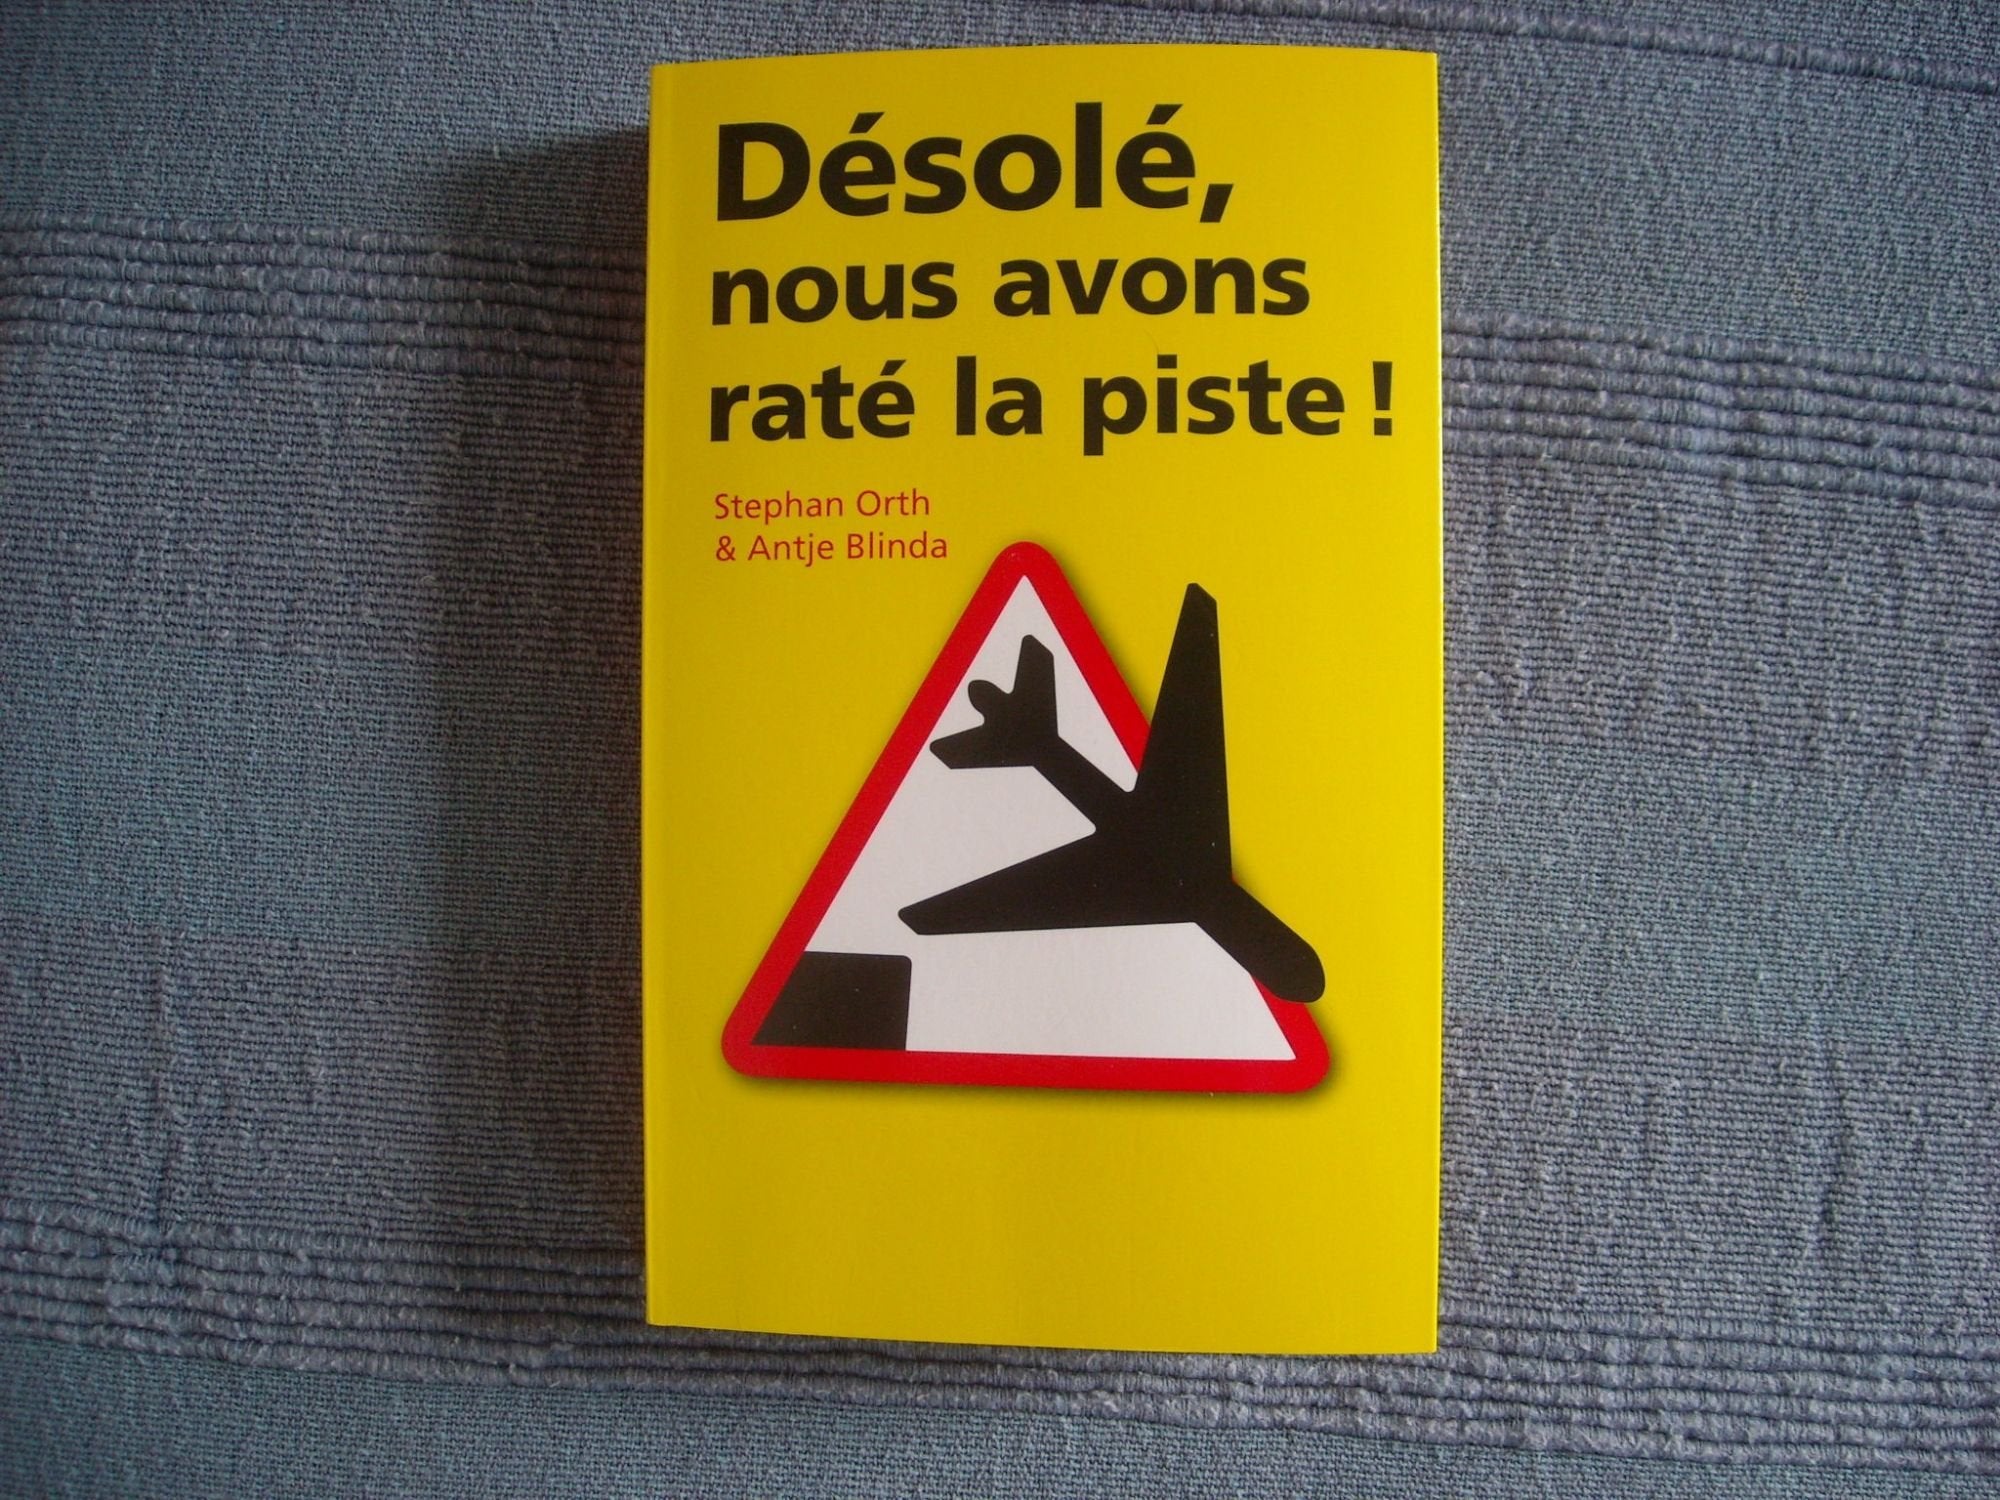 Désolé,
nous avons
raté la piste !
Stephan Orth
& Antje Blinda